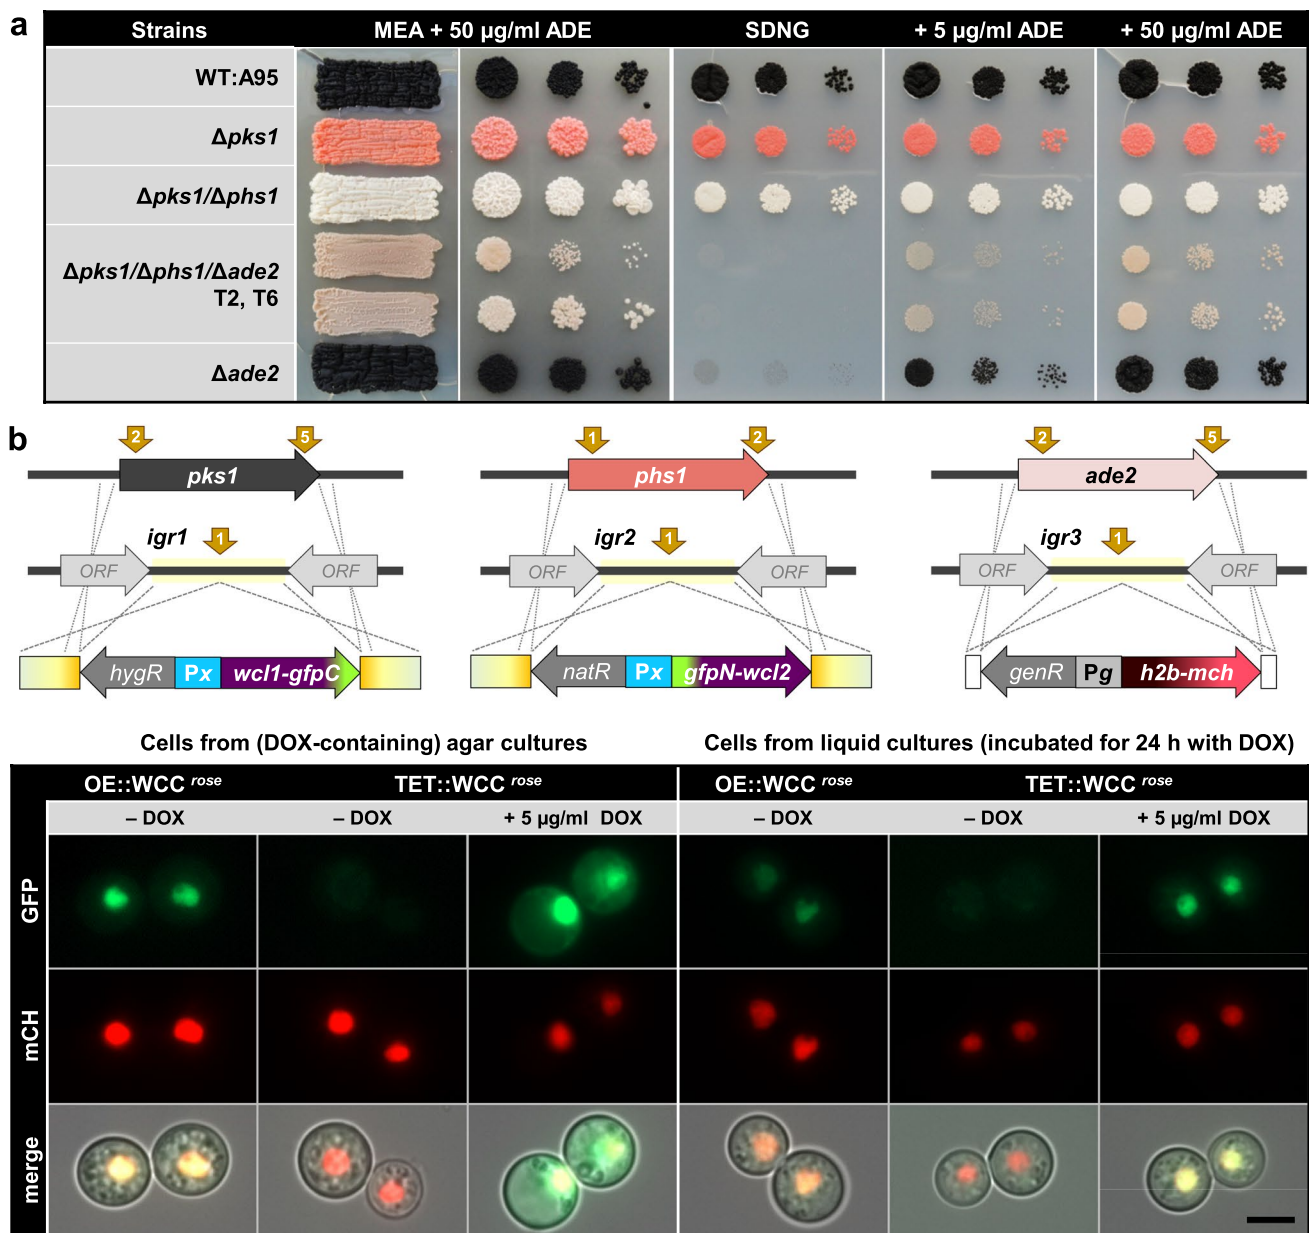 a
Strains MEA + 50 µg/ml ADE SDNG + 5 µg/ml ADE + 50 µg/ml ADE
WT:A95
Δpks1
Δpks1/Δphs1
Δpks1/Δphs1/Δade2
T2, T6
Δade2
b
2 5 1 2 2 5
pks1 phs1 ade2
igr1 1 igr2 1 igr3 1
ORF ORF ORF ORF ORF ORF
hygR Px wcl1-gfpC natR Px gfpN-wcl2 genR Pg h2b-mch
Cells from (DOX-containing) agar cultures Cells from liquid cultures (incubated for 24 h with DOX)
OE::WCC rose TET::WCC rose OE::WCC rose TET::WCC rose
– DOX – DOX + 5 µg/ml DOX – DOX – DOX + 5 µg/ml DOX
GFP
mCH
merge